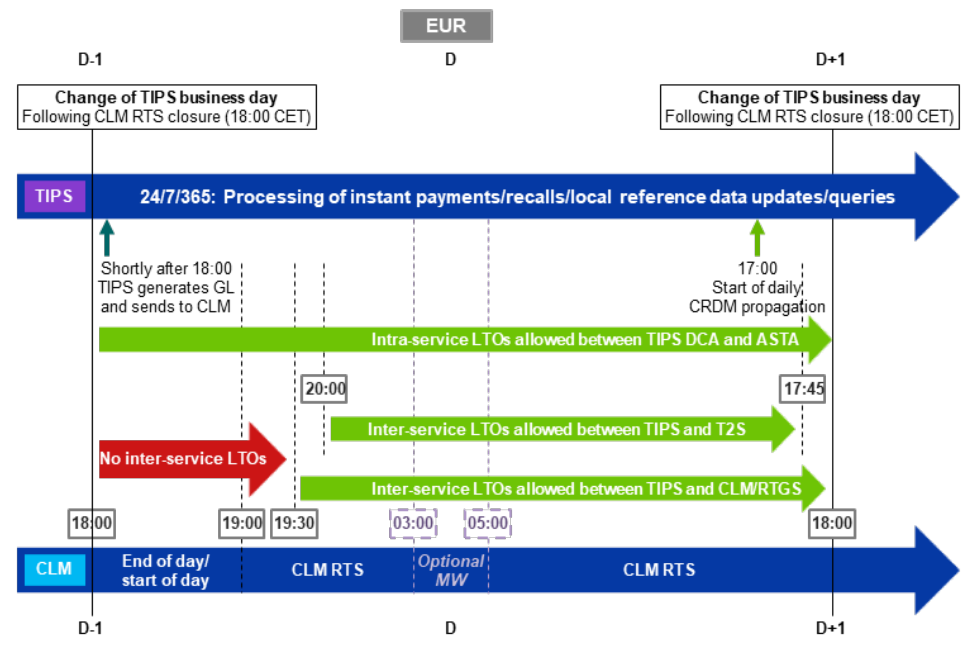 EUR
D-1
D
D+1
Change of TIPS business day
Following CLM RTS closure (18:00 CET)
Change of TIPS business day
Following CLM RTS closure (18:00 CET)
TIPS
24/7/365: Processing of instant payments/recalls/local reference data updates/queries
Shortly after 18:00
TIPS generates GL
and sends to CLM
17:00
Start of daily
CRDM propagation
Intra-service LTOs allowed between TIPS DCA and ASTA
20:00
17:45
Inter-service LTOs allowed between TIPS and T2S
No inter-service LTOs
Inter-service LTOs allowed between TIPS and CLM/RTGS
18:00
19:00
19:30
03:00
05:00
18:00
CLM
End of day/
start of day
CLM RTS
Optional
MW
CLM RTS
D-1
D
D+1